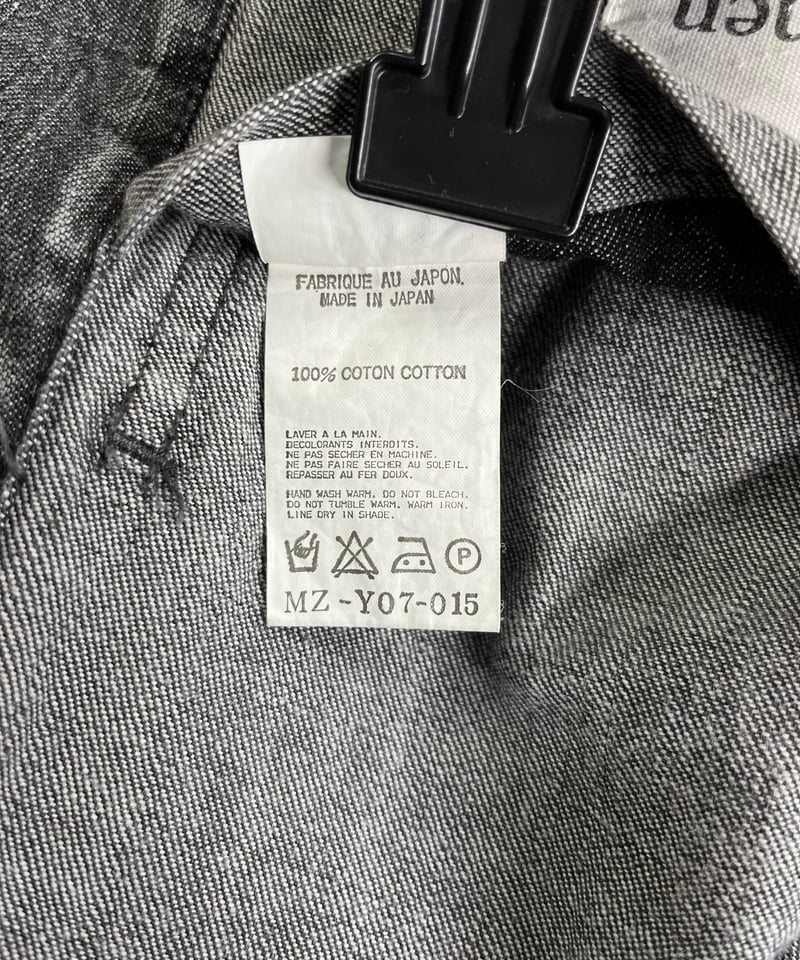 FABRIQUE AU JAPON.
MADE IN JAPAN
100% COTON COTTON
LAVER A LA MAIN.
DECOLORANTS INTERDITS.
NE PAS SECHER EN MACHINE.
NE PAS FAIRE SECHER AU SOLEIL.
REPASSER AU FER DOUX.
HAND WASH WARM. DO NOT BLEACH.
DO NOT TUMBLE WARM. WARM IRON.
LINE DRY IN SHADE.
P
MZ-Y07-015